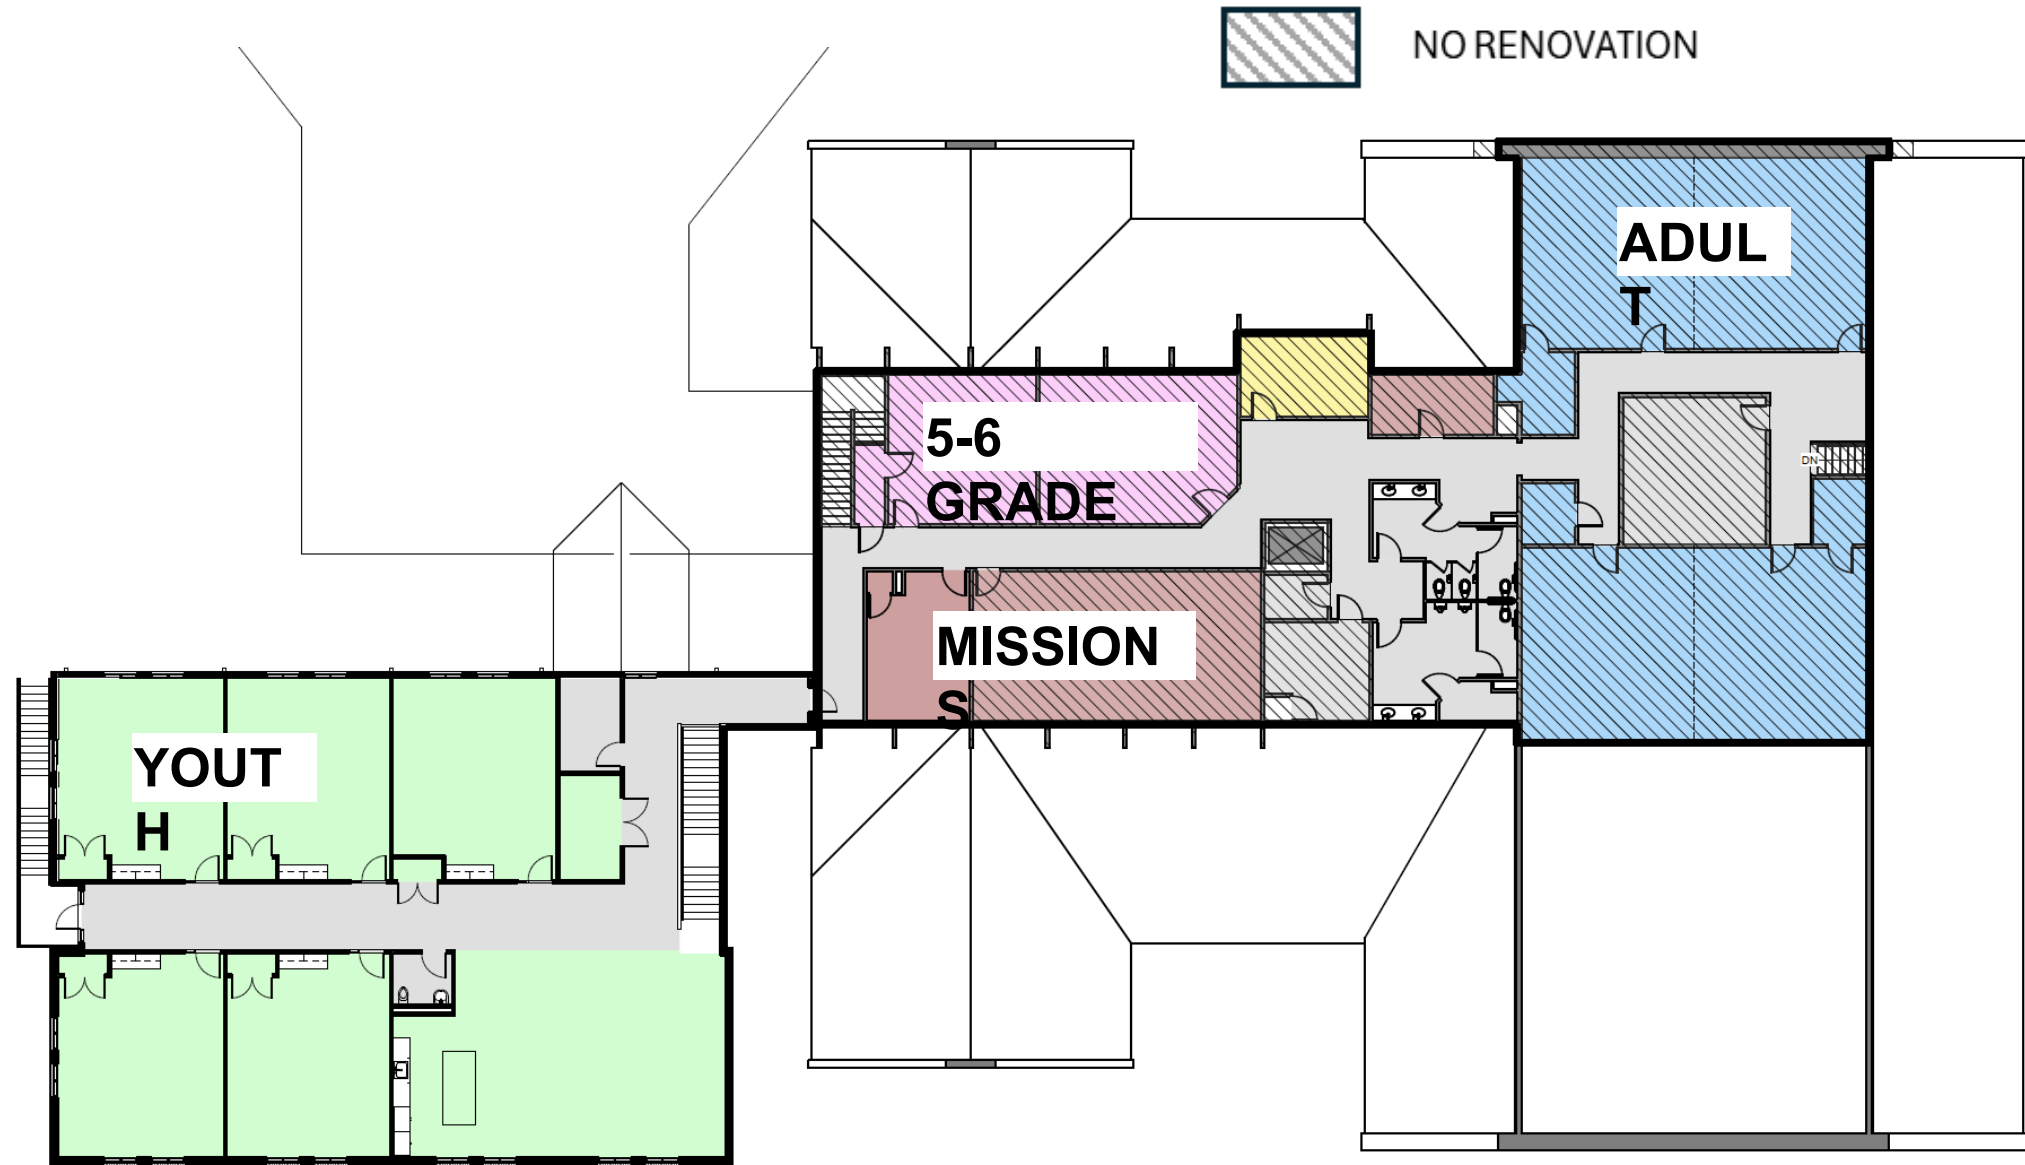 NO RENOVATION
ADUL
T
5-6
GRADE
DN
MISSION
S
YOUT
H